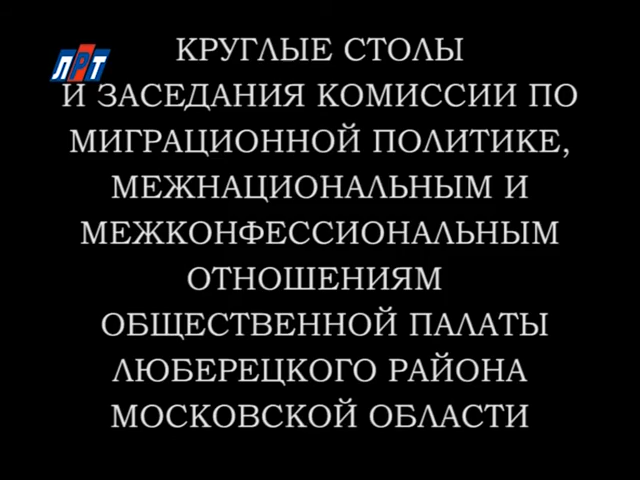 КРУГЛЫЕ СТОЛЫ
ЛРТ
И ЗАСЕДАНИЯ КОМИССИИ ПО
МИГРАЦИОННОЙ ПОЛИТИКЕ,
МЕЖНАЦИОНАЛЬНЫМ И
МЕЖКОНФЕССИОНАЛЬНЫМ
ОТНОШЕНИЯМ
ОБЩЕСТВЕННОЙ ПАЛАТЫ
ЛЮБЕРЕЦКОГО РАЙОНА
МОСКОВСКОЙ ОБЛАСТИ